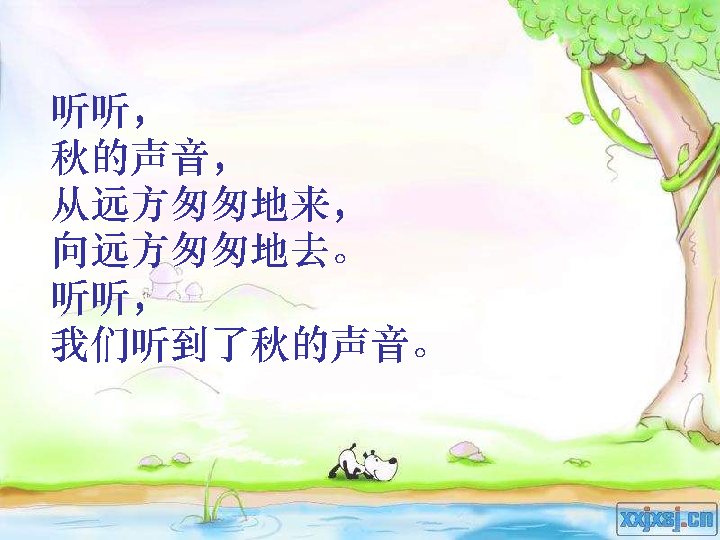 听听，
秋的声音，
从远方匆匆地来，
向远方匆匆地去。
听听，
我们听到了秋的声音。
xxjxsj.cn